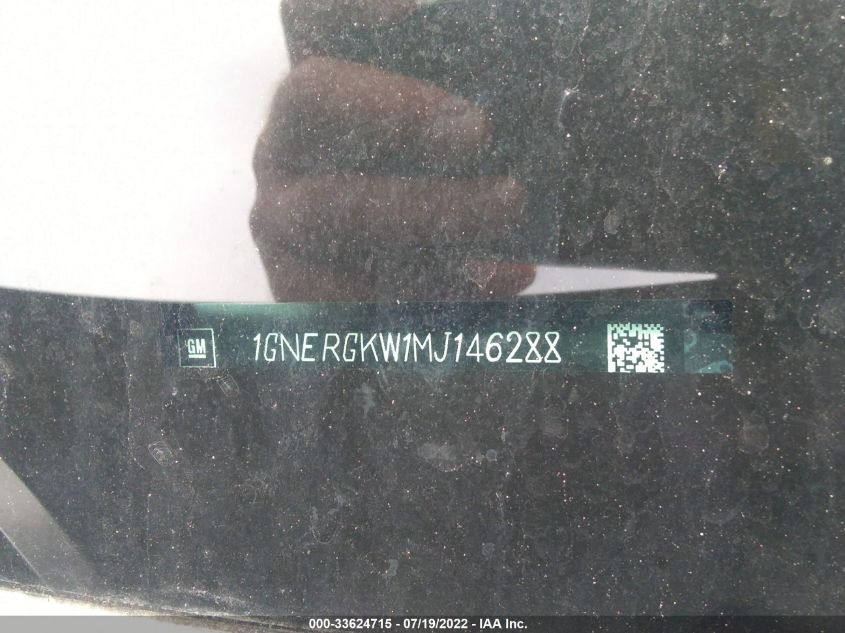 GM 1GNERGKW1MJ146288
000-33624715 - 07/19/2022 - IAA Inc.